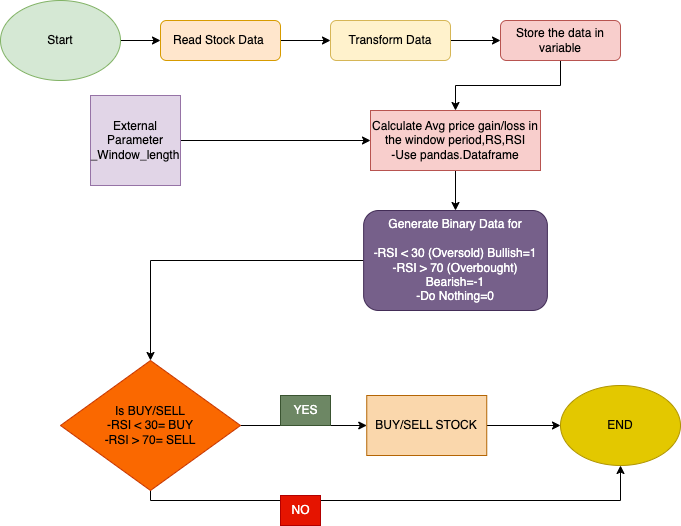 Start
Read Stock Data
Transform Data
Store the data in
variable
External
Parameter
_Window_length
Calculate Avg price gain/loss in
the window period,RS,RSI
-Use pandas.Dataframe
Generate Binary Data for
-RSI < 30 (Oversold) Bullish=1
-RSI > 70 (Overbought)
Bearish=-1
-Do Nothing=0
Is BUY/SELL
-RSI < 30= BUY
-RSI > 70= SELL
YES
BUY/SELL STOCK
END
NO